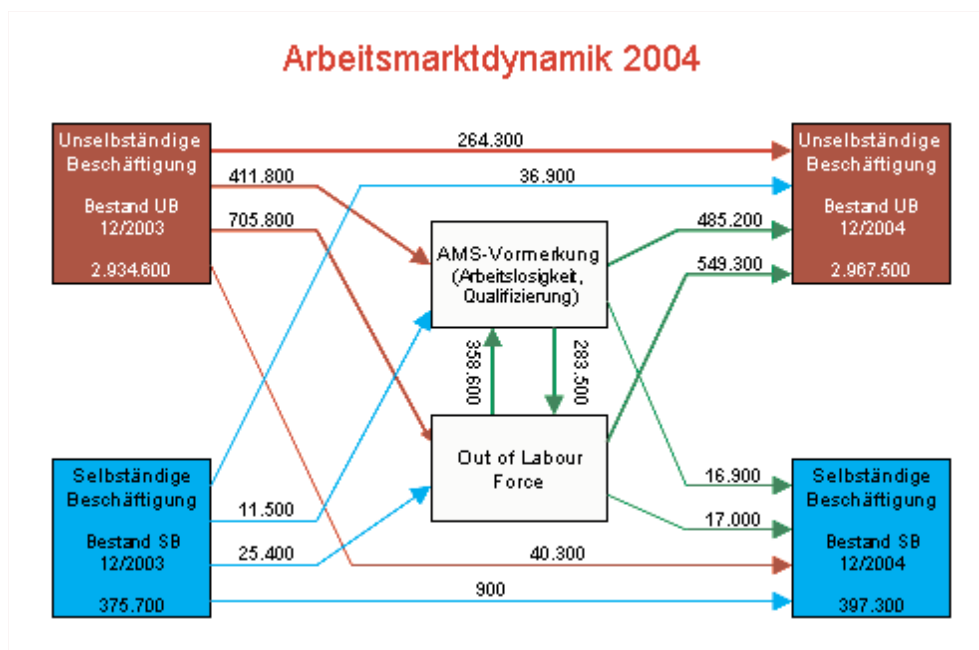 Arbeitsmarktdynamik 2004
Unselbständige
Beschäftigung
Bestand UB
12/2003
2.934.600
264.300
411.800
36.900
705.800
Unselbständige
Beschäftigung
Bestand UB
12/2004
2.967.500
AMS-Vormerkung
(Arbeitslosigkeit,
Qualifizierung)
485.200
549.300
358.600
283.500
Out of Labour
Force
Selbständige
Beschäftigung
Bestand SB
12/2003
375.700
11.500
25.400
16.900
17.000
40.300
900
Selbständige
Beschäftigung
Bestand SB
12/2004
397.300